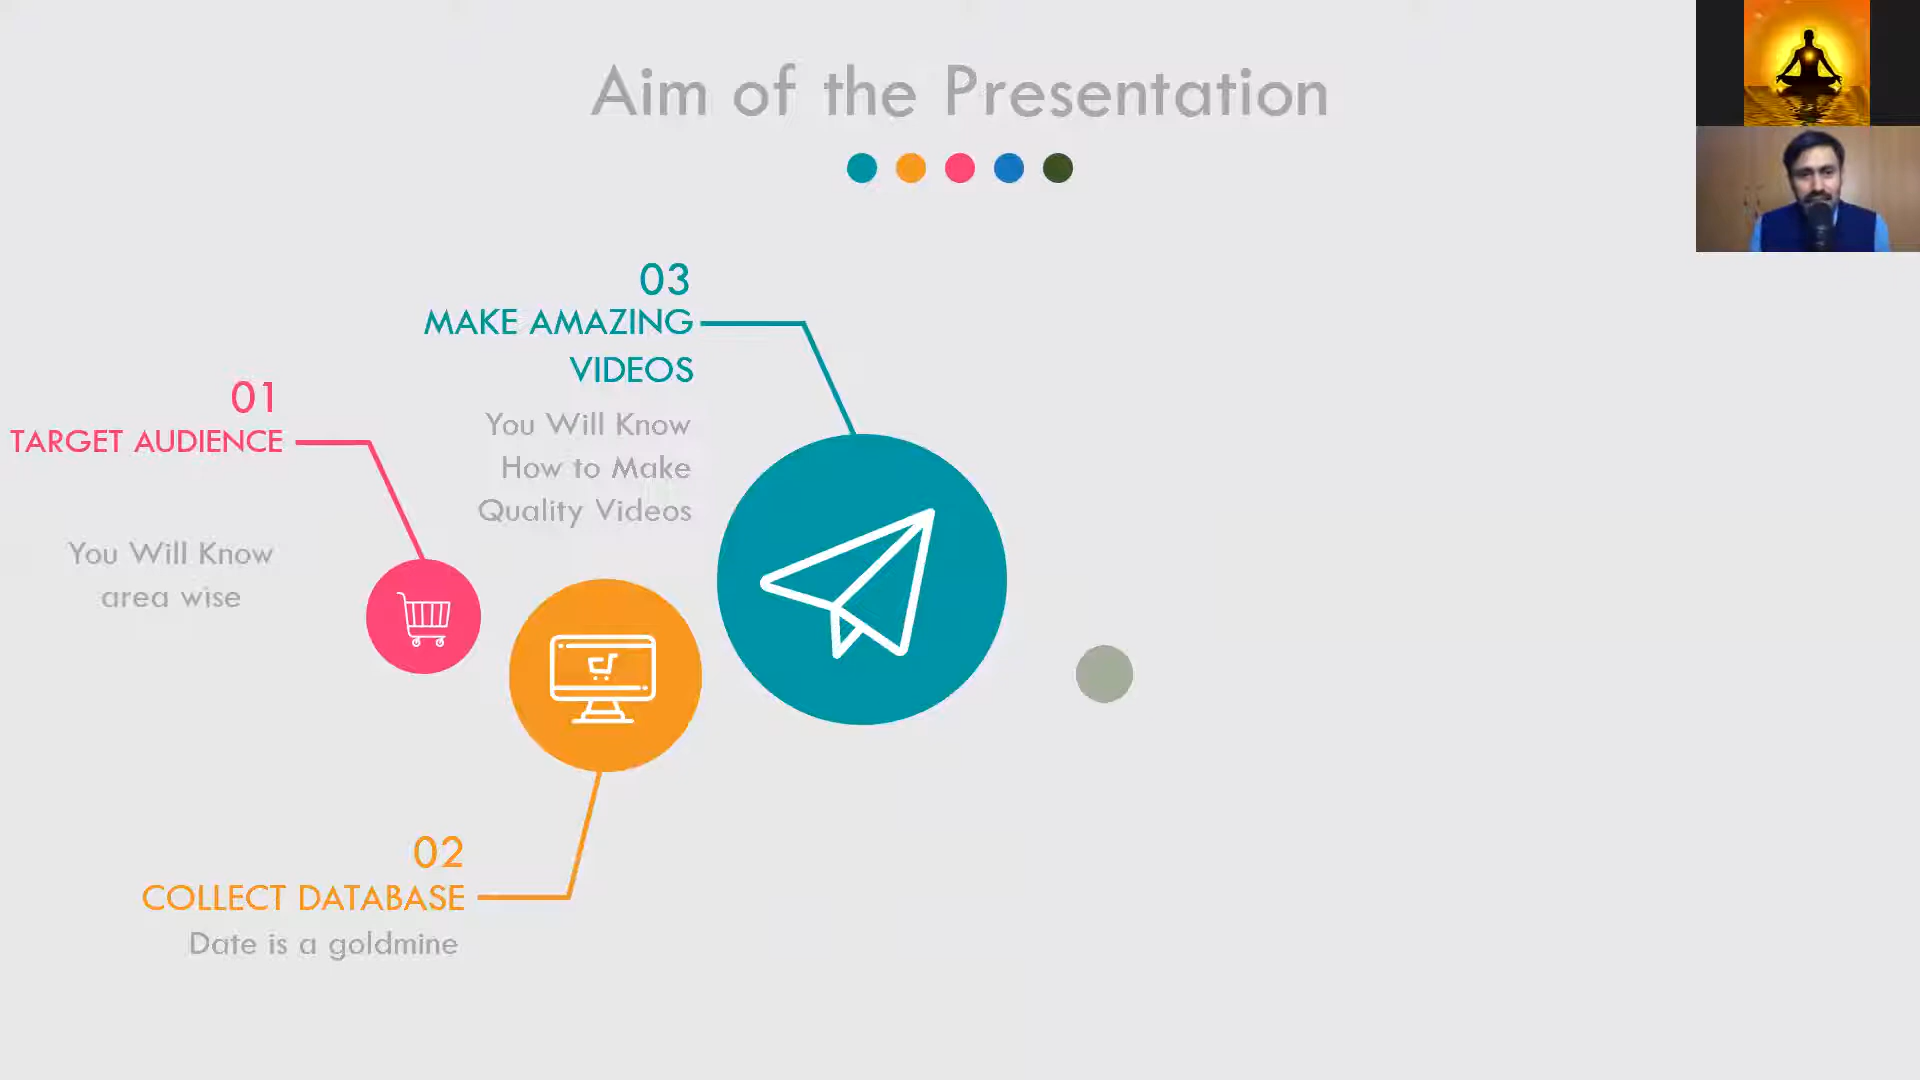 Aim of the Presentation
01
TARGET AUDIENCE
You Will Know
area wise
02
COLLECT DATABASE
Date is a goldmine
03
MAKE AMAZING
VIDEOS
You Will Know
How to Make
Quality Videos